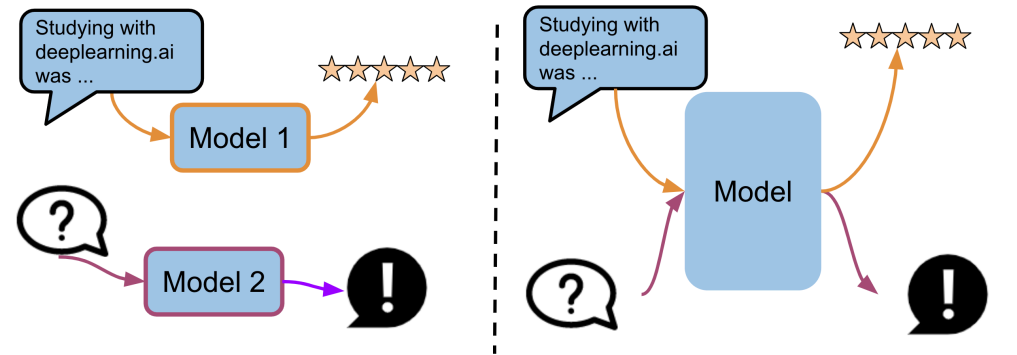 Studying with
deeplearning.ai
was ...
Model 1
?
Model 2
!
Studying with
deeplearning.ai
was ...
Model
?
!